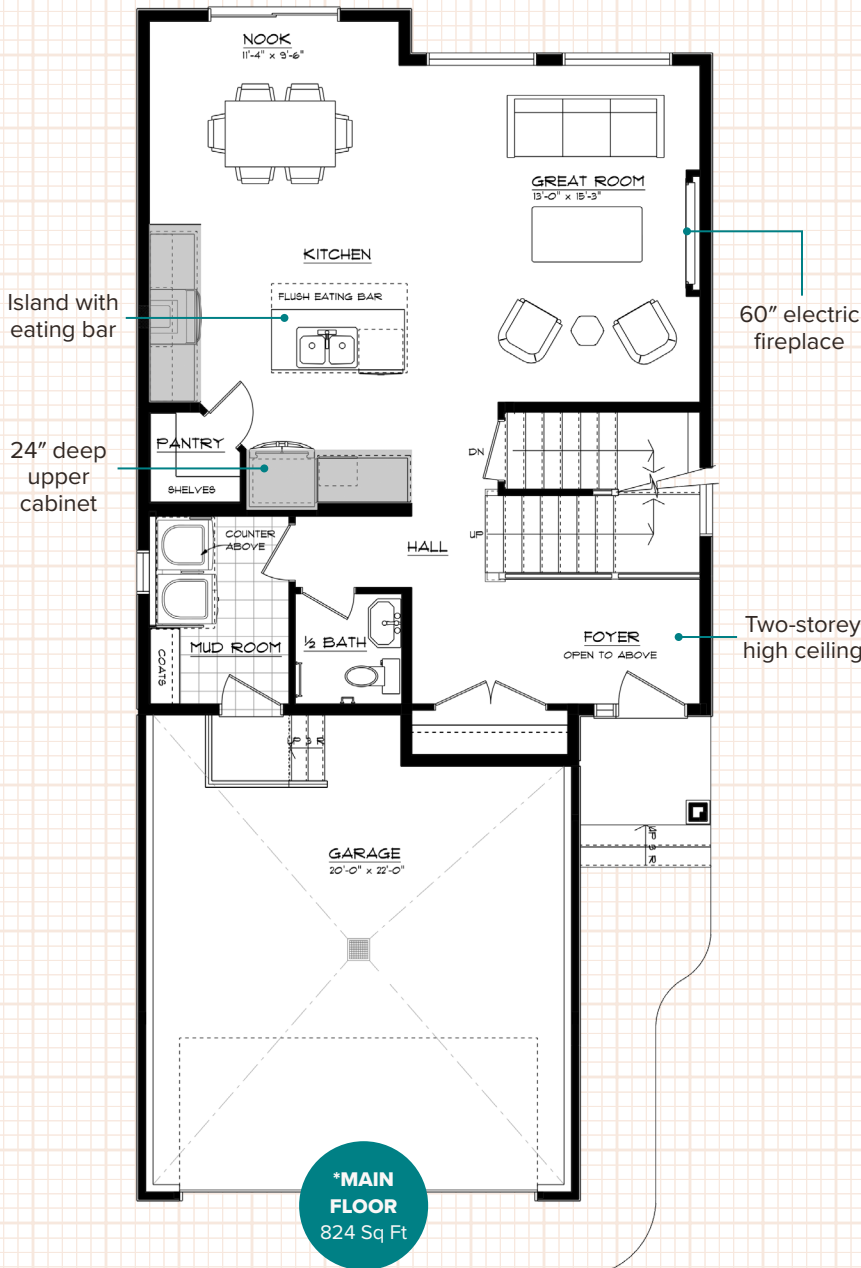 NOOK
11'-4" x 9'-6"
GREAT ROOM
13'-0" x 15'-3"
KITCHEN
FLUSH EATING BAR
Island with
eating bar
60" electric
fireplace
PANTRY
SHELVES
24" deep
upper
cabinet
DN
UP
COUNTER
ABOVE
HALL
MUD ROOM
COATS
½ BATH
FOYER
OPEN TO ABOVE
Two-storey
high ceiling
GARAGE
20'-0" x 22'-0"
UP 3 R
*MAIN
FLOOR
824 Sq Ft